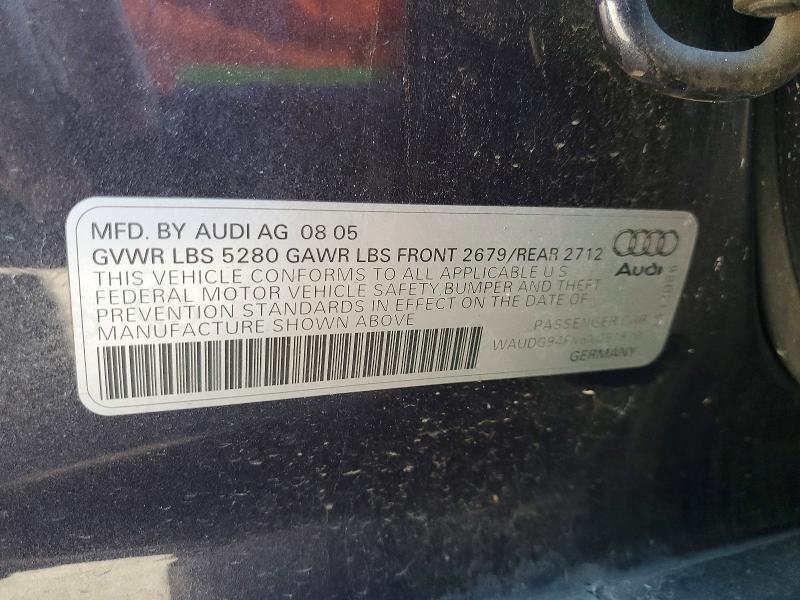 MFD. BY AUDI AG 08 05
GVWR LBS 5280 GAWR LBS FRONT 2679/REAR 2712
THIS VEHICLE CONFORMS TO ALL APPLICABLE U S
FEDERAL MOTOR VEHICLE SAFETY, BUMPER AND THEFT
PREVENTION STANDARDS IN EFFECT ON THE DATE OF
MANUFACTURE SHOWN ABOVE
Audi
PASSENGER CAR
GERMANY